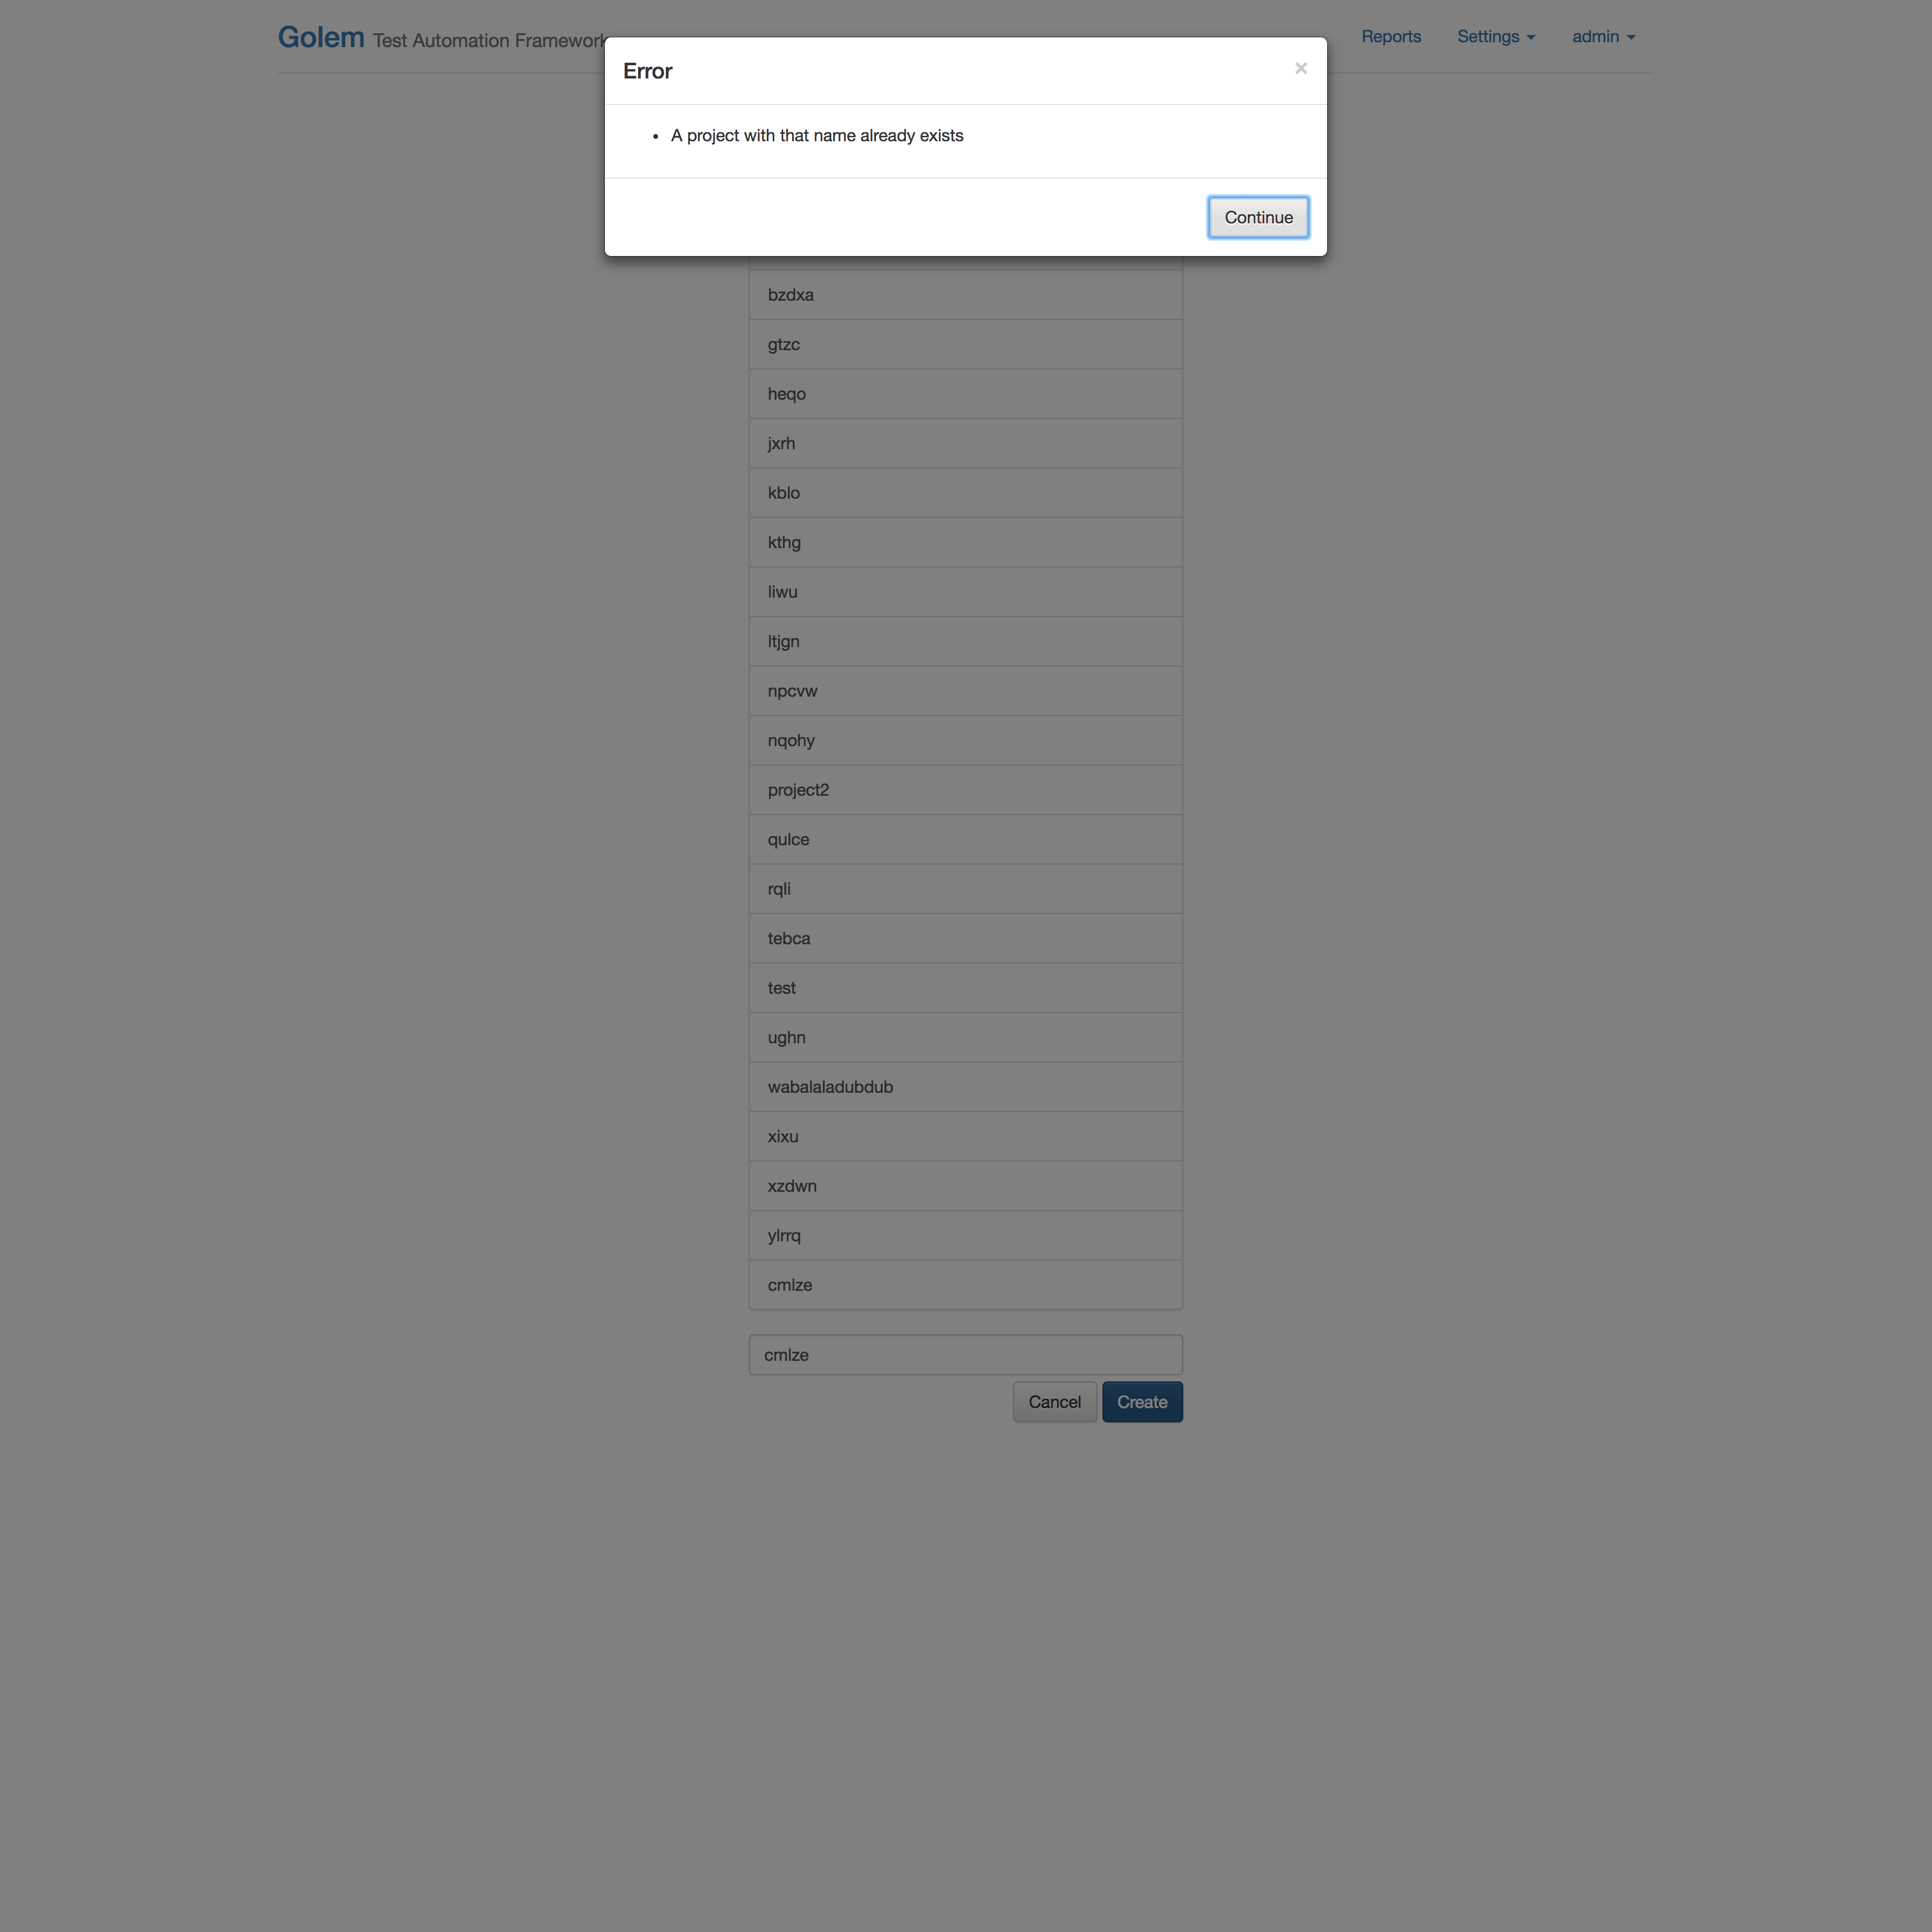 Golem Test Automation Framework
Reports Settings admin
Error
×
A project with that name already exists
Continue
bzdxa
gtzc
heqo
jxrh
kblo
kthg
liwu
ltjgn
npcvw
nqohy
project2
qulce
rqli
tebca
test
ughn
wabalaladubdub
xixu
xzdwn
ylrrq
cmlze
cmlze
Cancel Create